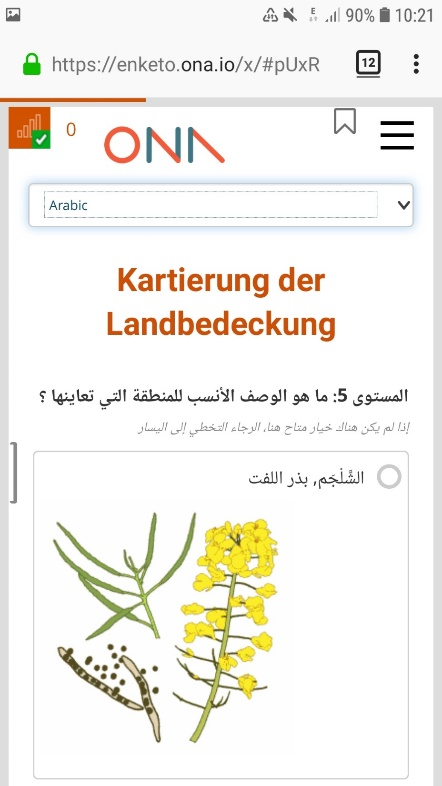 E
90% 10:21
https://enketo.ona.io/x/#pUxR
12
0
ONA
Arabic
Kartierung der
Landbedeckung
المستوى 5: ما هو الوصف الأنسب للمنطقة التي تعاينها ؟
إذا لم يكن هناك خيار متاح هنا، الرجاء التخطي إلى اليسار
الشَّلْجَم, بذر اللفت